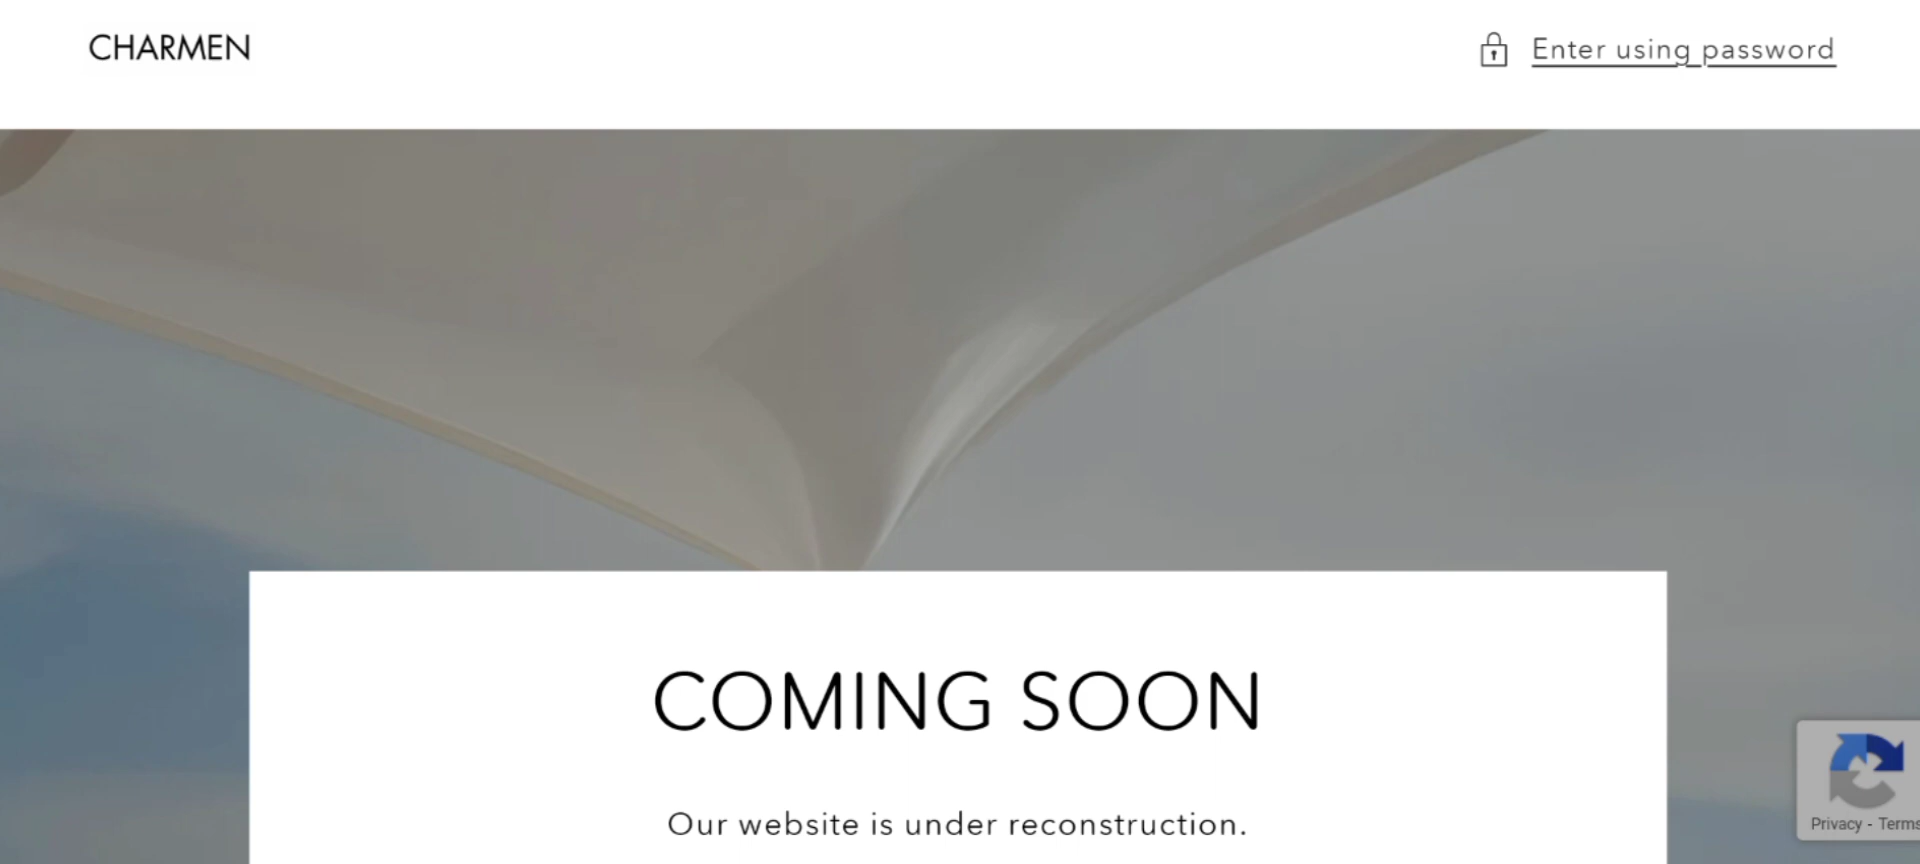 CHARMEN
Enter using password
COMING SOON
Our website is under reconstruction.
Privacy - Terms